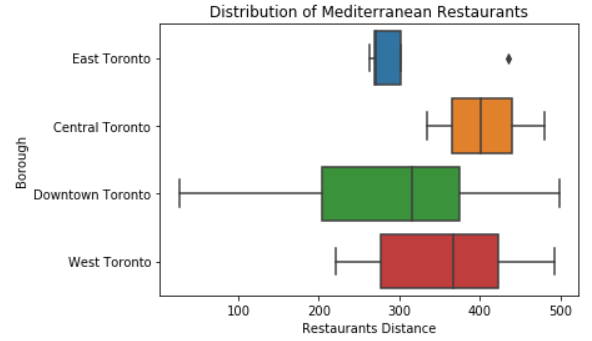 Distribution of Mediterranean Restaurants
Borough
East Toronto
Central Toronto
Downtown Toronto
West Toronto
100 200 300 400 500
Restaurants Distance